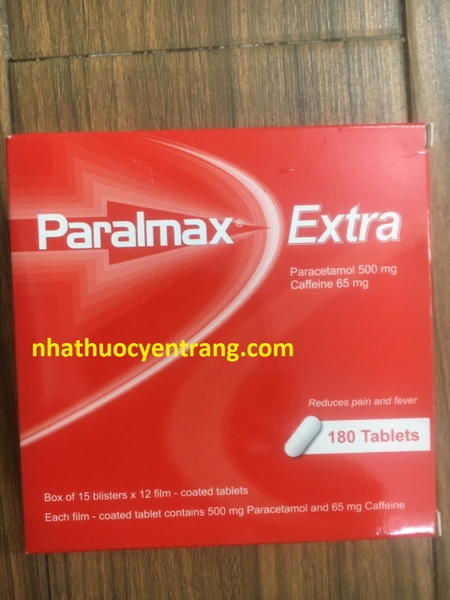 Paralmax® Extra
Paracetamol 500 mg
Caffeine 65 mg
nhathuocyentrang.com
Reduces pain and fever
180 Tablets
Box of 15 blisters x 12 film - coated tablets
Each film - coated tablet contains 500 mg Paracetamol and 65 mg Caffeine